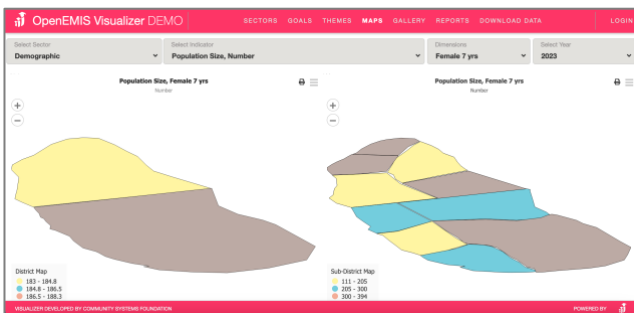 OpenEMIS Visualizer DEMO
SECTORS GOALS THEMES MAPS GALLERY REPORTS DOWNLOAD DATA LOGIN
Select Sector
Demographic
Select Indicator
Population Size, Number
Dimensions
Female 7 yrs
Select Year
2023
Population Size, Female 7 yrs
Number
+
−
District Map
183 - 184.8
184.8 - 186.5
186.5 - 188.3
Population Size, Female 7 yrs
Number
+
−
Sub-District Map
111 - 205
205 - 300
300 - 394
VISUALIZER DEVELOPED BY COMMUNITY SYSTEMS FOUNDATION
POWERED BY